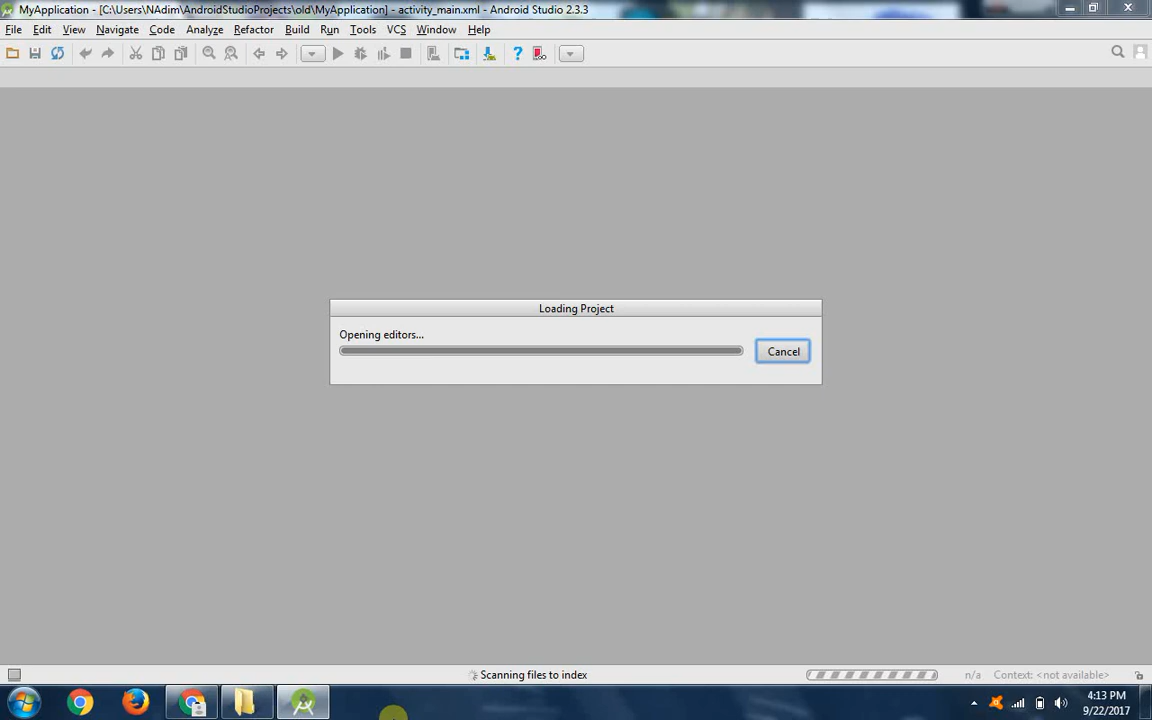 MyApplication - [C:\Users\NAdim\AndroidStudioProjects\old\MyApplication] - activity_main.xml - Android Studio 2.3.3
File Edit View Navigate Code Analyze Refactor Build Run Tools VCS Window Help
Loading Project
Opening editors...
Cancel
Scanning files to index
n/a Context: <not available>
4:13 PM
9/22/2017